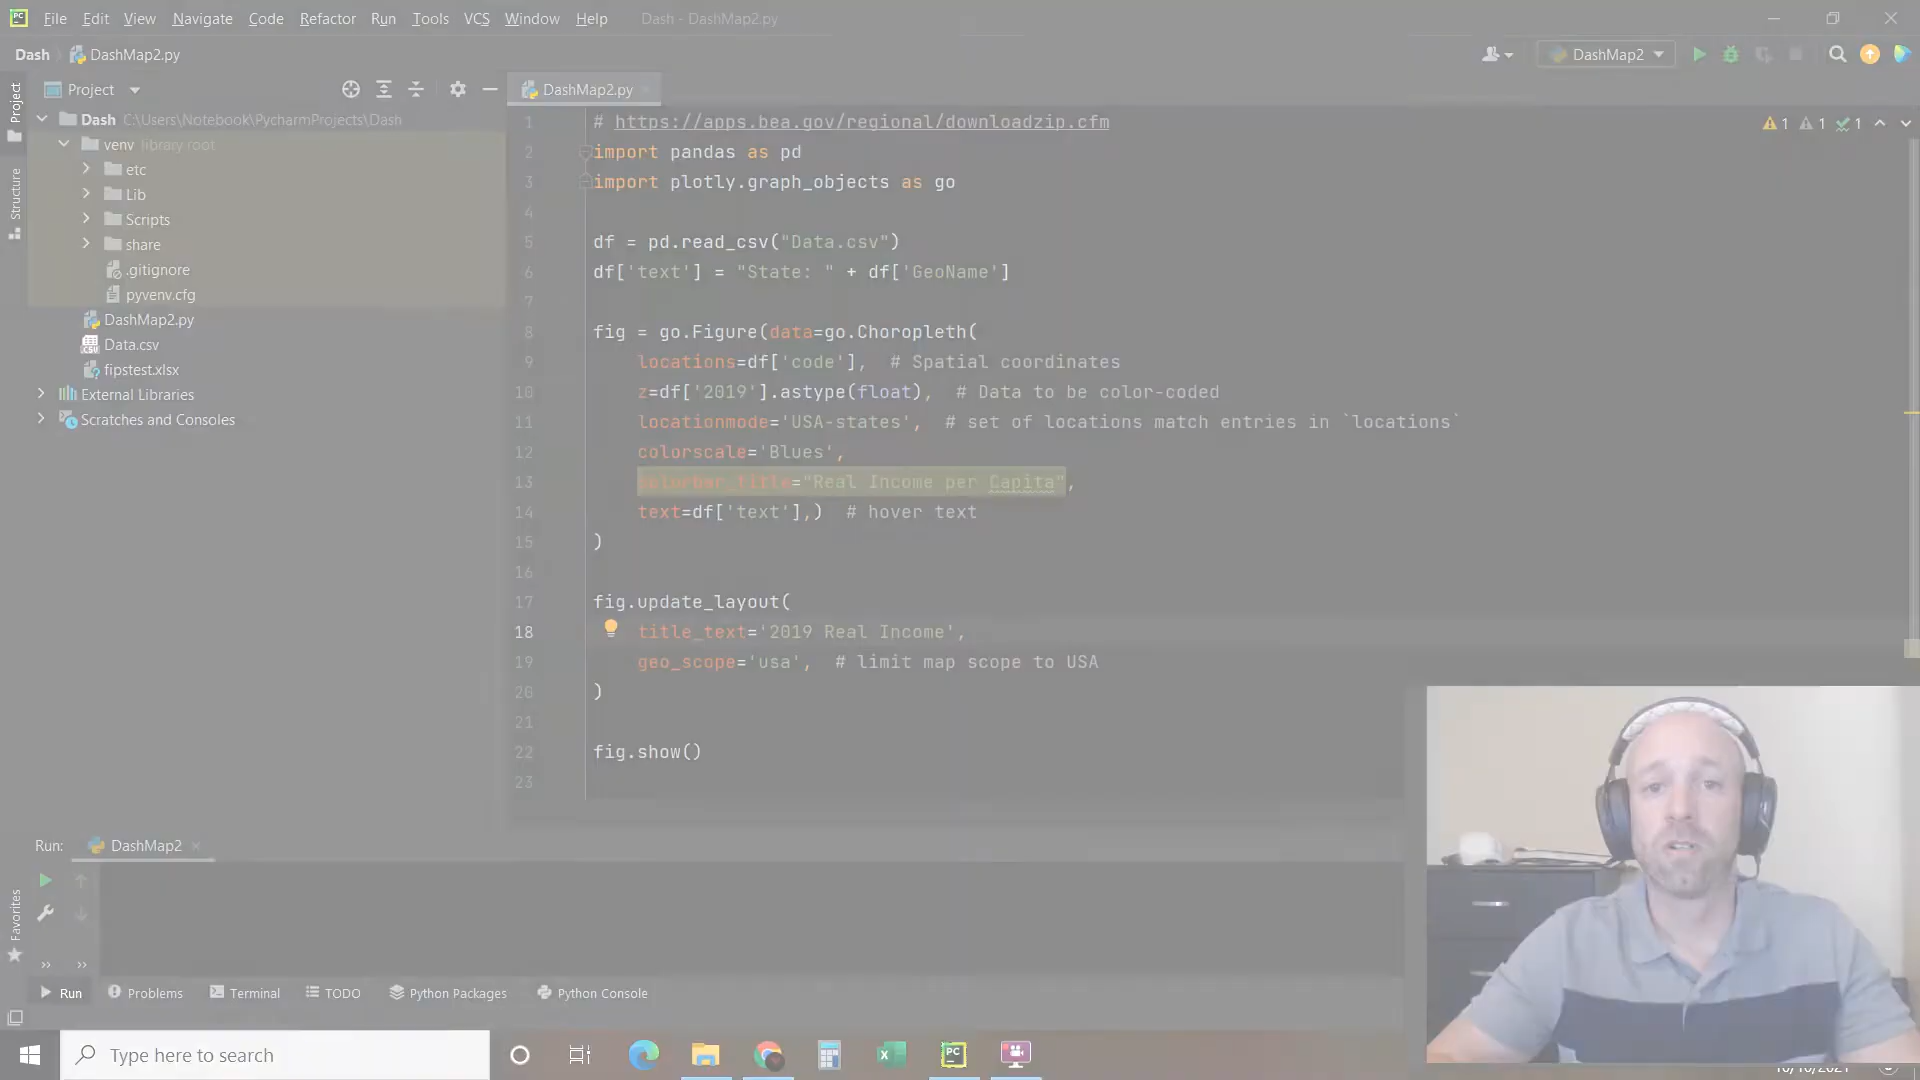 File Edit View Navigate Code Refactor Run Tools VCS Window Help Dash - DashMap2.py
Dash DashMap2.py DashMap2
Project DashMap2.py
Project
Structure
Favorites
Dash C:\Users\Notebook\PycharmProjects\Dash
venv library root
etc
Lib
Scripts
share
.gitignore
pyvenv.cfg
DashMap2.py
Data.csv
fipstest.xlsx
External Libraries
Scratches and Consoles
1 # https://apps.bea.gov/regional/downloadzip.cfm
2 import pandas as pd
3 import plotly.graph_objects as go
4
5 df = pd.read_csv("Data.csv")
6 df['text'] = "State: " + df['GeoName']
7
8 fig = go.Figure(data=go.Choropleth(
9 locations=df['code'], # Spatial coordinates
10 z=df['2019'].astype(float), # Data to be color-coded
11 locationmode='USA-states', # set of locations match entries in `locations`
12 colorscale='Blues',
13 colorbar_title="Real Income per Capita",
14 text=df['text'],) # hover text
15 )
16
17 fig.update_layout(
18 title_text='2019 Real Income',
19 geo_scope='usa', # limit map scope to USA
20 )
21
22 fig.show()
23
1 1 1
Run: DashMap2
Run Problems Terminal TODO Python Packages Python Console
Type here to search